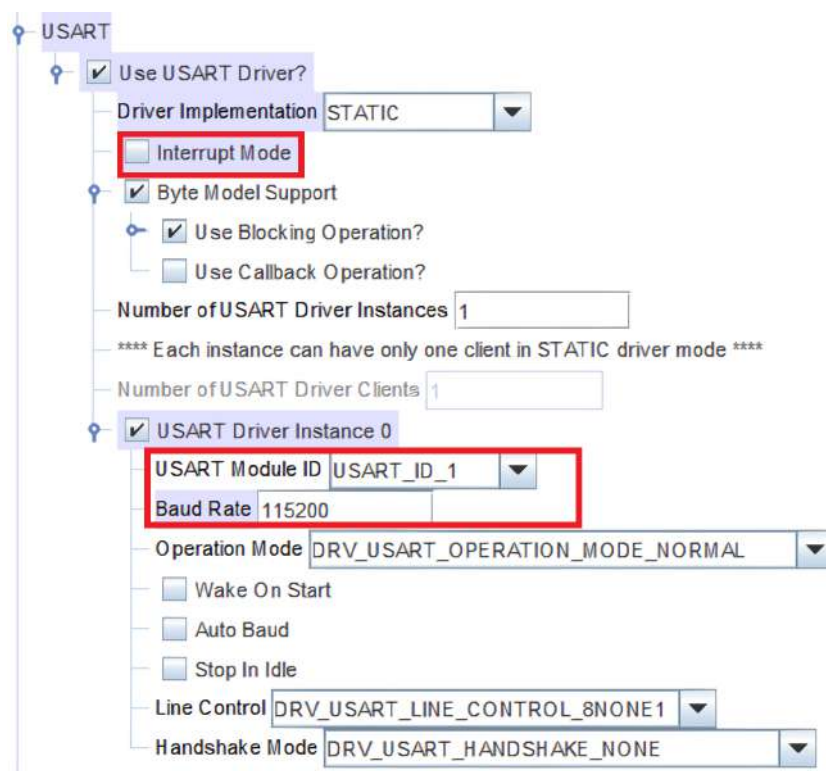 USART
Use USART Driver?
Driver Implementation STATIC
Interrupt Mode
Byte Model Support
Use Blocking Operation?
Use Callback Operation?
Number of USART Driver Instances 1
**** Each instance can have only one client in STATIC driver mode ****
Number of USART Driver Clients 1
USART Driver Instance 0
USART Module ID USART_ID_1
Baud Rate 115200
Operation Mode DRV_USART_OPERATION_MODE_NORMAL
Wake On Start
Auto Baud
Stop In Idle
Line Control DRV_USART_LINE_CONTROL_8NONE1
Handshake Mode DRV_USART_HANDSHAKE_NONE